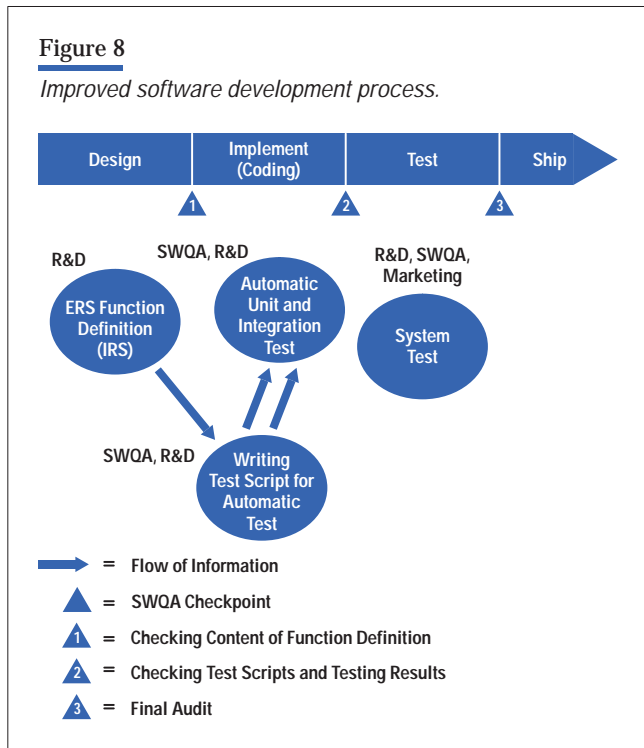 Figure 8
Improved software development process.
Design
Implement
(Coding)
Test
Ship
1
2
3
R&D
SWQA, R&D
R&D, SWQA,
Marketing
ERS Function
Definition
(IRS)
Automatic
Unit and
Integration
Test
System
Test
SWQA, R&D
Writing
Test Script for
Automatic
Test
= Flow of Information
= SWQA Checkpoint
1 = Checking Content of Function Definition
2 = Checking Test Scripts and Testing Results
3 = Final Audit